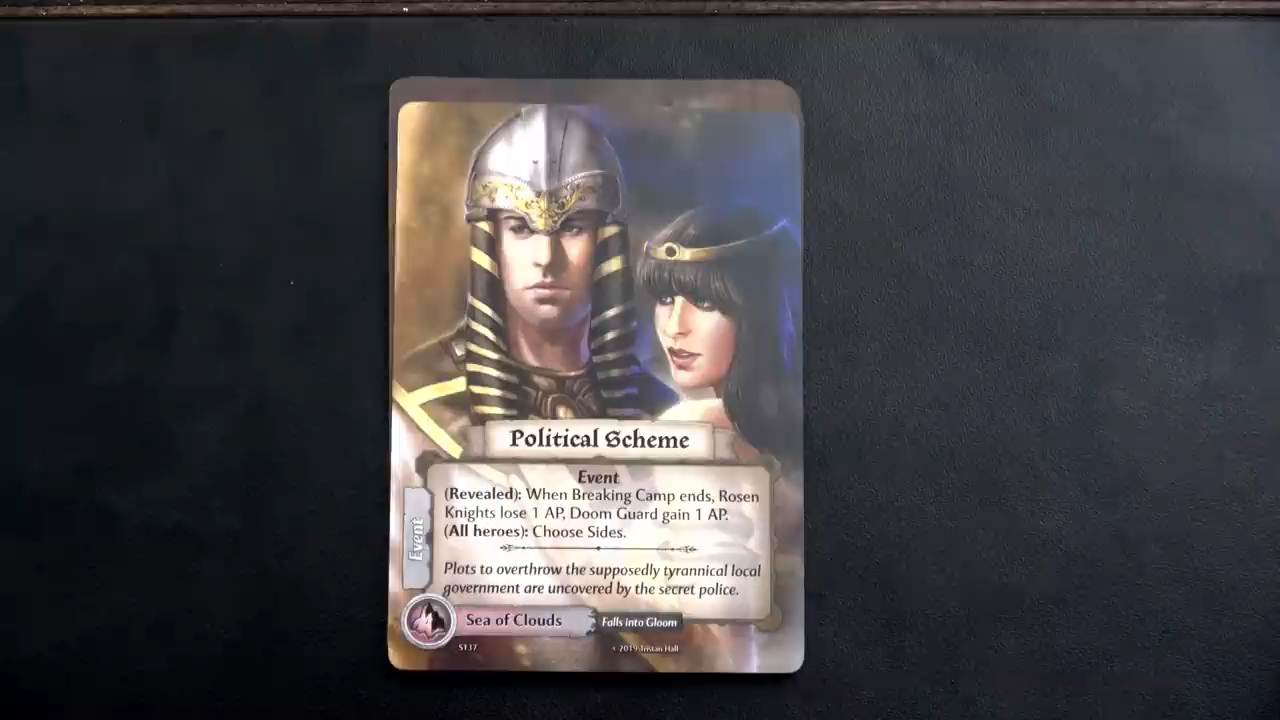 Political Scheme
Event
(Revealed): When Breaking Camp ends, Rosen
Knights lose 1 AP, Doom Guard gain 1 AP.
(All heroes): Choose Sides.
Plots to overthrow the supposedly tyrannical local
government are uncovered by the secret police.
Event
Sea of Clouds
Falls into Gloom
S137
© 2019 Tristan Hall